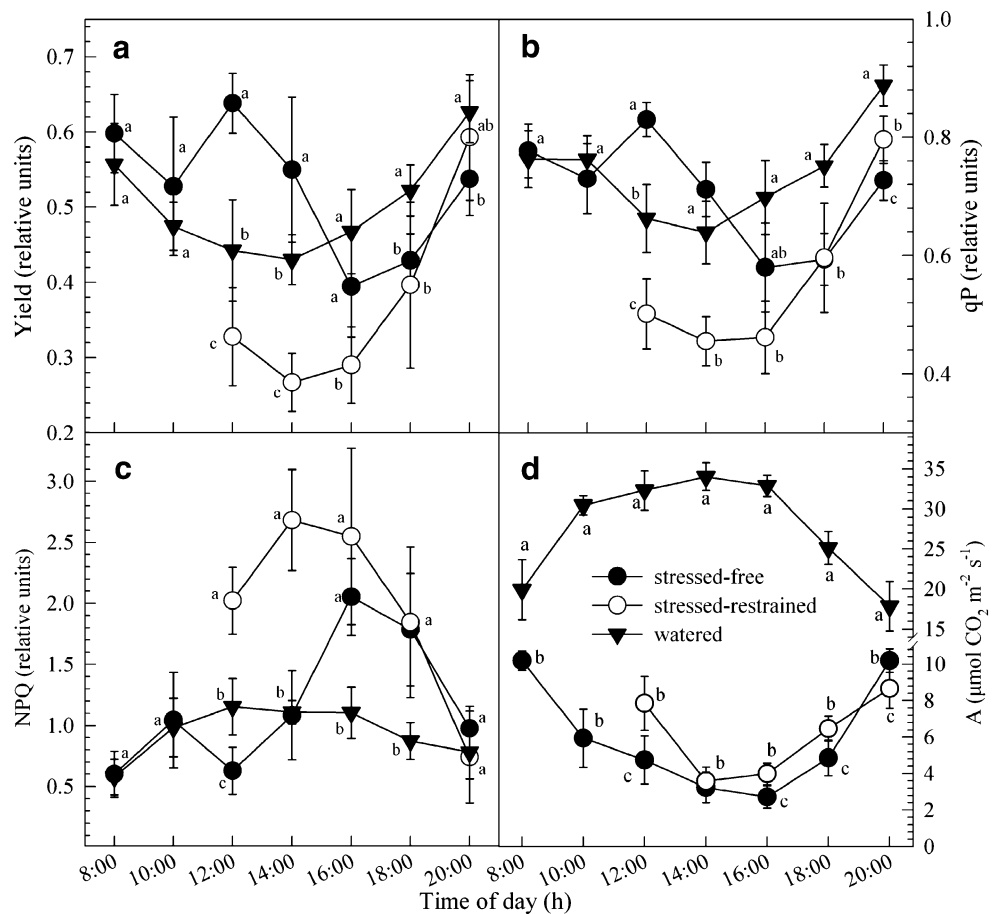 a
b
Yield (relative units)
0.7
0.6
0.5
0.4
0.3
0.2
a
a
a
a
a
a
b
a
b
a
a
a
b
a
ab
b
c
c
b
b
qP (relative units)
1.0
0.8
0.6
0.4
a
a
a
b
a
a
ab
a
b
a
b
c
c
b
b
c
d
NPQ (relative units)
3.0
2.5
2.0
1.5
1.0
0.5
a
a
a
a
a
a
a
b
b
b
b
c
a
a
A (μmol CO2 m-2 s-1)
35
30
25
20
15
10
8
6
4
2
0
a
a
a
a
a
a
a
stressed-free
stressed-restrained
watered
b
b
b
c
b
b
c
b
c
b
c
8:00
10:00
12:00
14:00
16:00
18:00
20:00
8:00
10:00
12:00
14:00
16:00
18:00
20:00
Time of day (h)